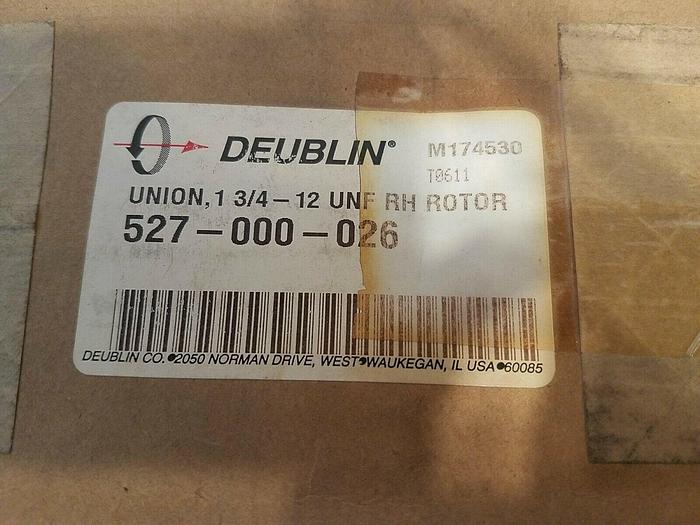 DEUBLIN® M174530
T0611
UNION, 1 3/4 – 12 UNF RH ROTOR
527 – 000 – 026
DEUBLIN CO. • 2050 NORMAN DRIVE, WEST • WAUKEGAN, IL USA • 60085